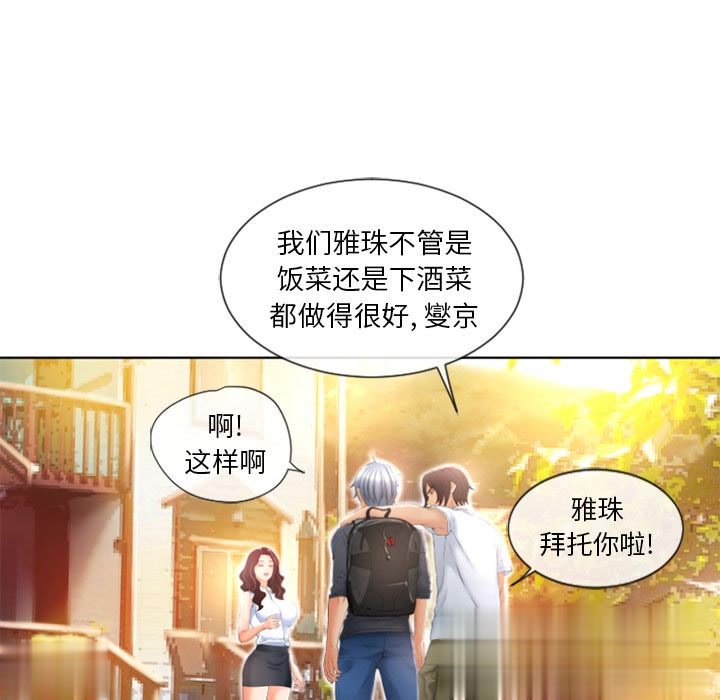 我们雅珠不管是
饭菜还是下酒菜
都做得很好, 燮京
啊!
这样啊
雅珠
拜托你啦!